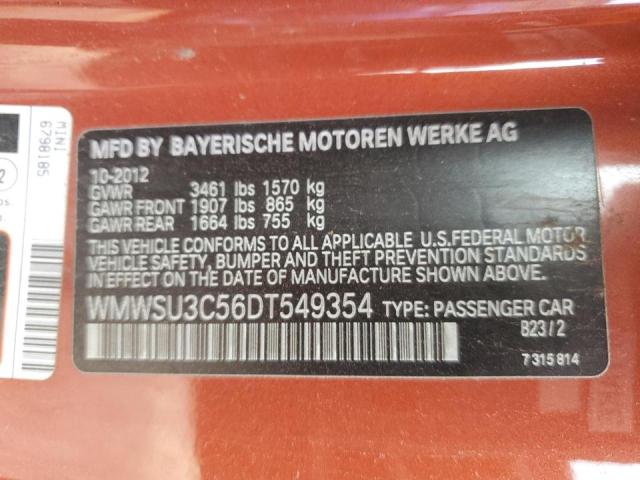 MFD BY BAYERISCHE MOTOREN WERKE AG
10-2012
GVWR 3461 lbs 1570 kg
GAWR FRONT 1907 lbs 865 kg
GAWR REAR 1664 lbs 755 kg
THIS VEHICLE CONFORMS TO ALL APPLICABLE U.S.FEDERAL MOTOR
VEHICLE SAFETY, BUMPER AND THEFT PREVENTION STANDARDS
IN EFFECT ON THE DATE OF MANUFACTURE SHOWN ABOVE.
WMWSU3C56DT549354 TYPE: PASSENGER CAR
B23/2
7 315 814
MINI
6798185